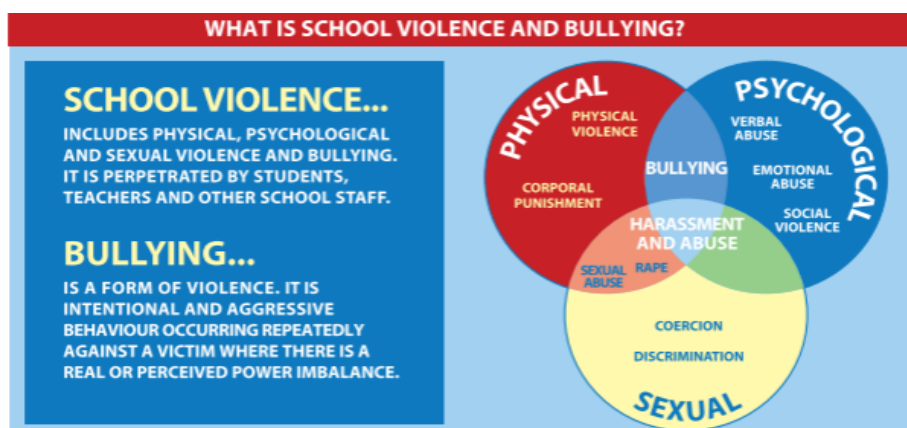 WHAT IS SCHOOL VIOLENCE AND BULLYING?
SCHOOL VIOLENCE...
INCLUDES PHYSICAL, PSYCHOLOGICAL
AND SEXUAL VIOLENCE AND BULLYING.
IT IS PERPETRATED BY STUDENTS,
TEACHERS AND OTHER SCHOOL STAFF.
BULLYING...
IS A FORM OF VIOLENCE. IT IS
INTENTIONAL AND AGGRESSIVE
BEHAVIOUR OCCURRING REPEATEDLY
AGAINST A VICTIM WHERE THERE IS A
REAL OR PERCEIVED POWER IMBALANCE.
PHYSICAL
PHYSICAL
VIOLENCE
CORPORAL
PUNISHMENT
BULLYING
PSYCHOLOGICAL
VERBAL
ABUSE
EMOTIONAL
ABUSE
SOCIAL
VIOLENCE
HARASSMENT
AND ABUSE
SEXUAL
ABUSE
RAPE
COERCION
DISCRIMINATION
SEXUAL